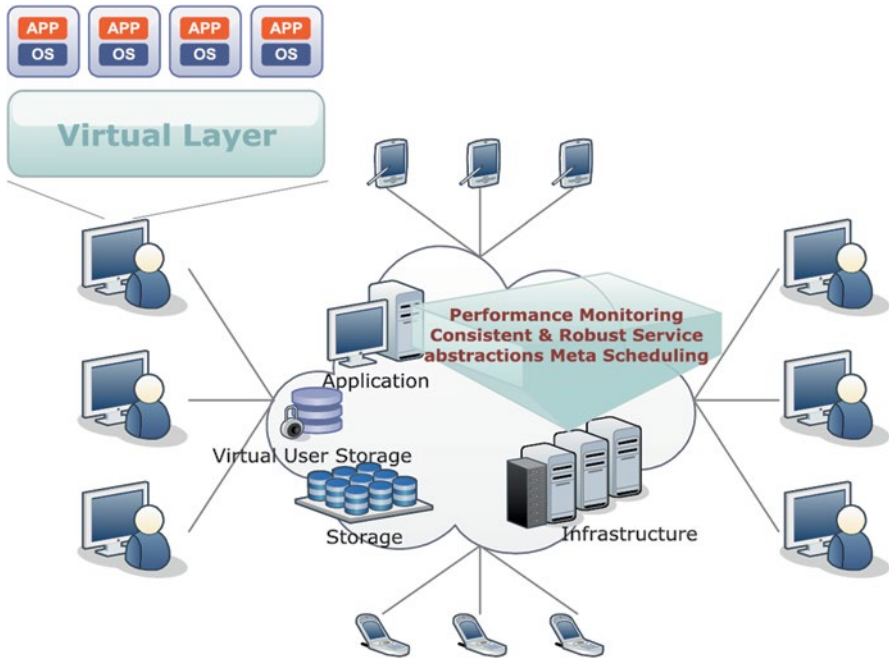 APP APP APP APP
OS OS OS OS
Virtual Layer
Performance Monitoring
Consistent & Robust Service
abstractions Meta Scheduling
Application
Virtual User Storage
Storage
Infrastructure